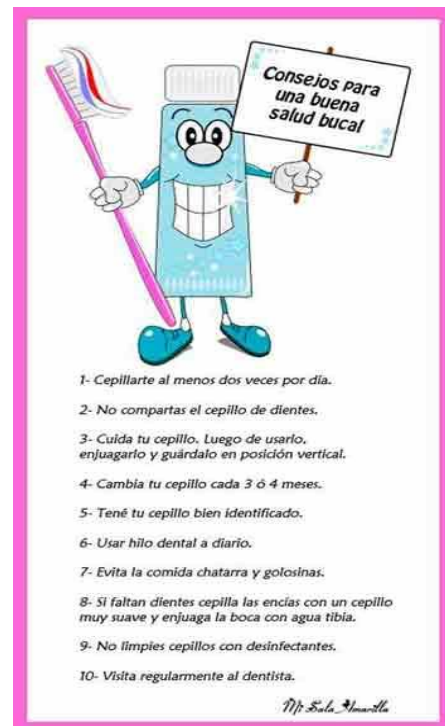 Consejos para
una buena
salud bucal
1- Cepillarte al menos dos veces por día.
2- No compartas el cepillo de dientes.
3- Cuida tu cepillo. Luego de usarlo,
enjuagarlo y guárdalo en posición vertical.
4- Cambia tu cepillo cada 3 ó 4 meses.
5- Tené tu cepillo bien identificado.
6- Usar hilo dental a diario.
7- Evita la comida chatarra y golosinas.
8- Si faltan dientes cepilla las encías con un cepillo
muy suave y enjuaga la boca con agua tibia.
9- No limpies cepillos con desinfectantes.
10- Visita regularmente al dentista.
Mi Sala Amarilla